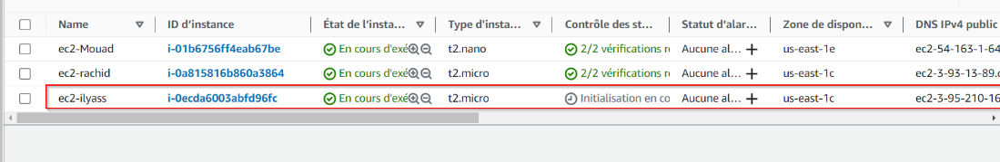 Name ID d’instance État de l’insta... Type d'insta... Contrôle des st... Statut d’alar... Zone de dispon... DNS IPv4 public
ec2-Mouad i-01b6756ff4eab67be En cours d'exé t2.nano 2/2 vérifications re Aucune al... us-east-1e ec2-54-163-1-64
ec2-rachid i-0a815816b860a3864 En cours d'exé t2.micro 2/2 vérifications re Aucune al... us-east-1c ec2-3-93-13-89.c
ec2-ilyass i-0ecda6003abfd96fc En cours d'exé t2.micro Initialisation en co Aucune al... us-east-1c ec2-3-95-210-16